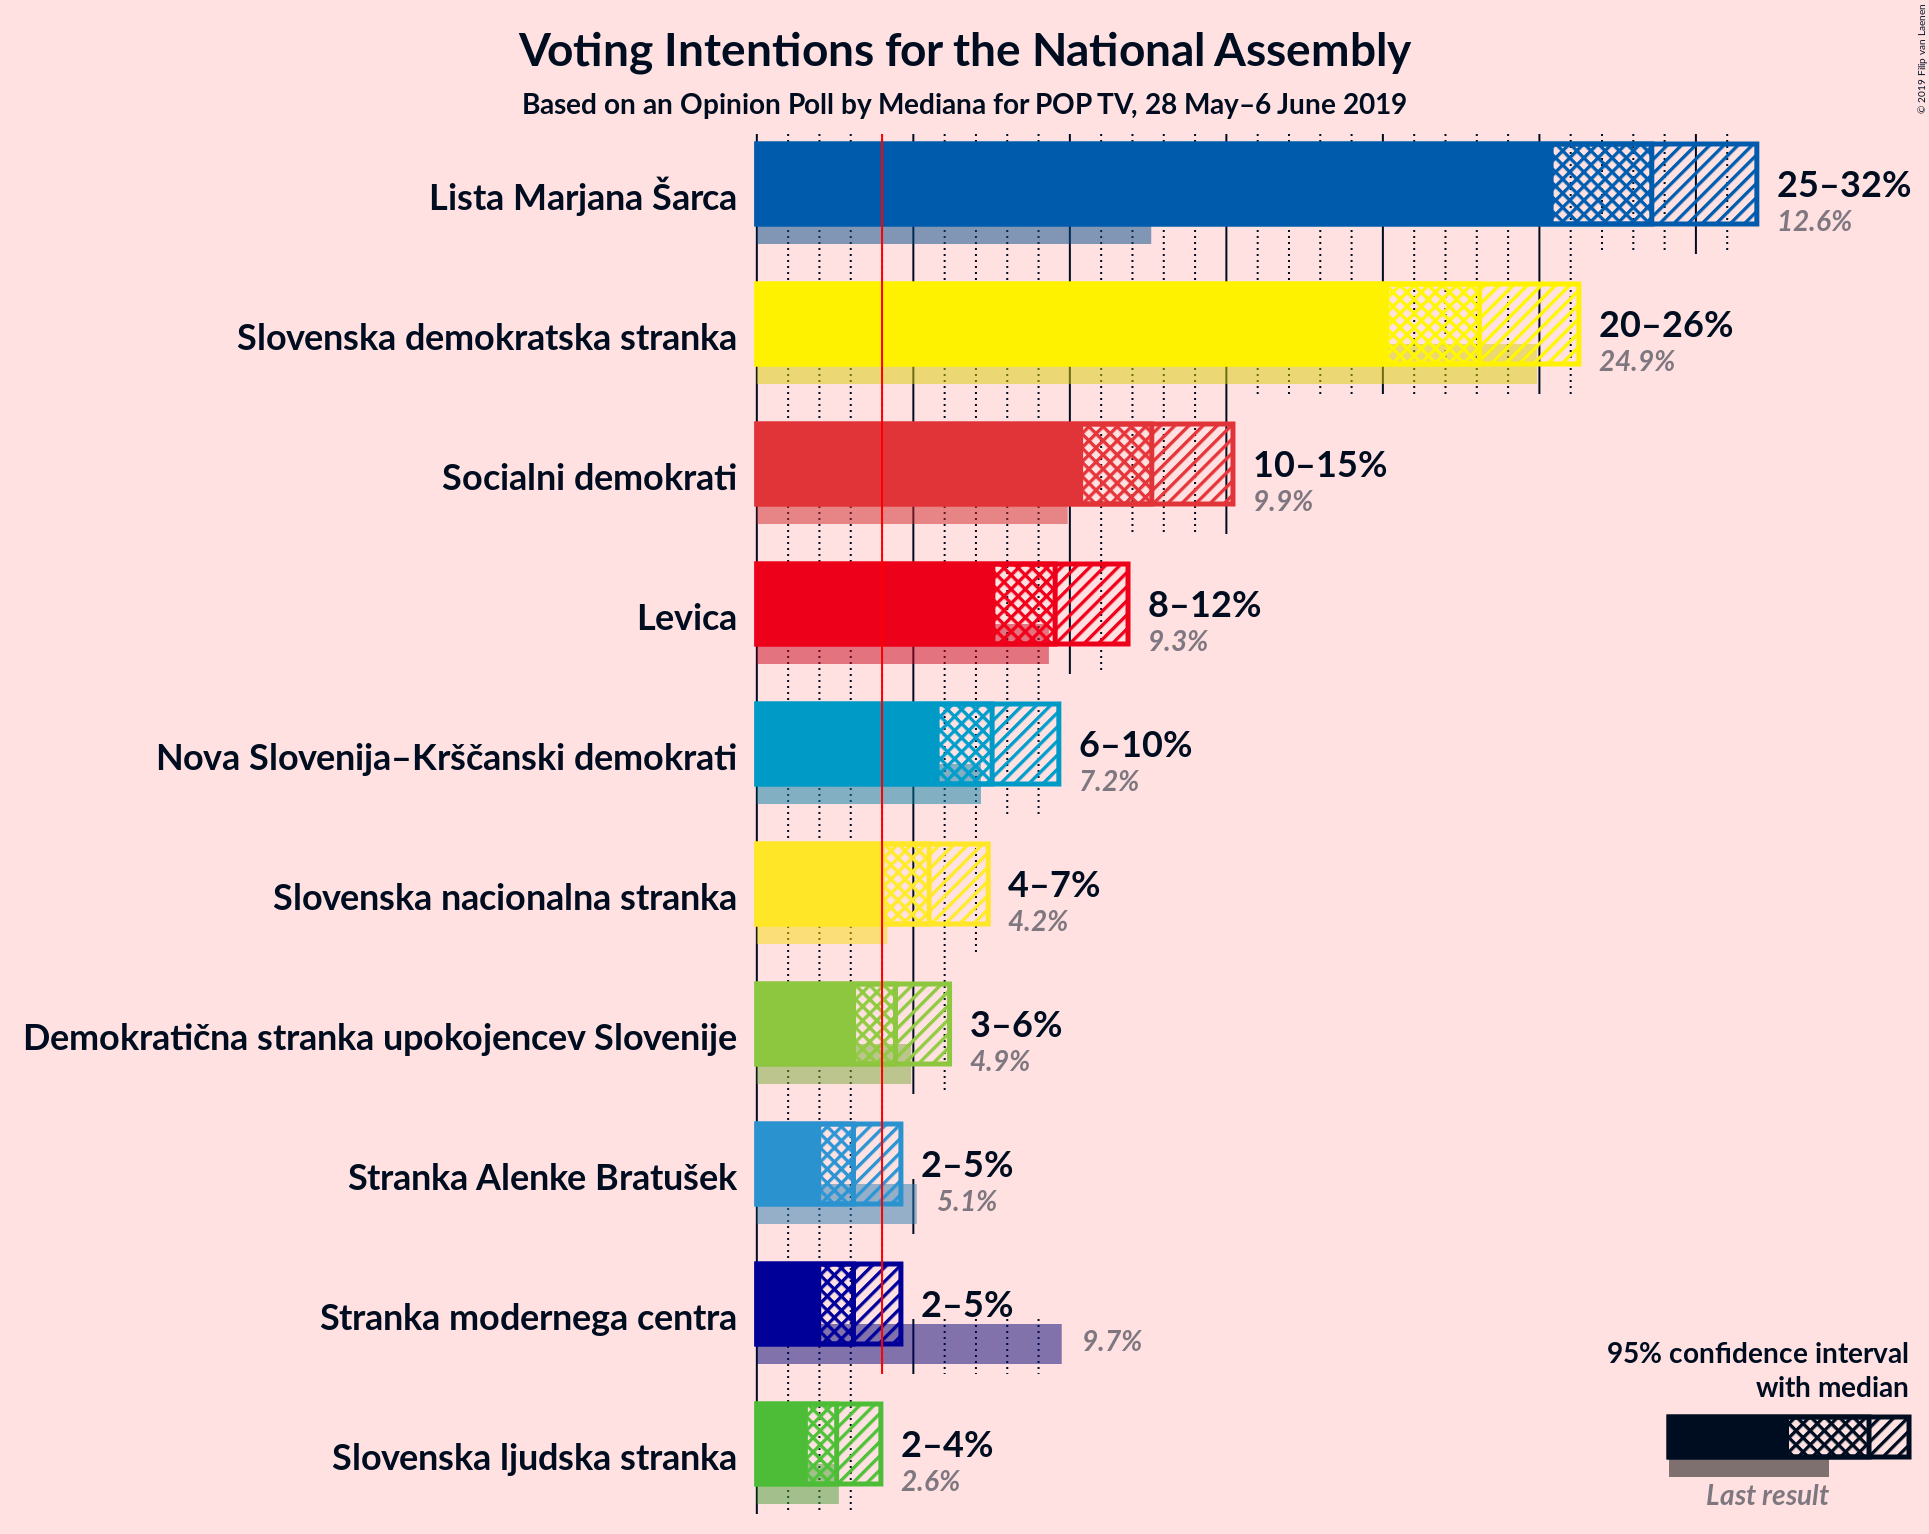 Voting Intentions for the National Assembly
Based on an Opinion Poll by Mediana for POP TV, 28 May–6 June 2019
© 2019 Filip van Laenen
Lista Marjana Šarca
25–32%
12.6%
Slovenska demokratska stranka
20–26%
24.9%
Socialni demokrati
10–15%
9.9%
Levica
8–12%
9.3%
Nova Slovenija–Krščanski demokrati
6–10%
7.2%
Slovenska nacionalna stranka
4–7%
4.2%
Demokratična stranka upokojencev Slovenije
3–6%
4.9%
Stranka Alenke Bratušek
2–5%
5.1%
Stranka modernega centra
2–5%
9.7%
Slovenska ljudska stranka
2–4%
2.6%
95% confidence interval
with median
Last result